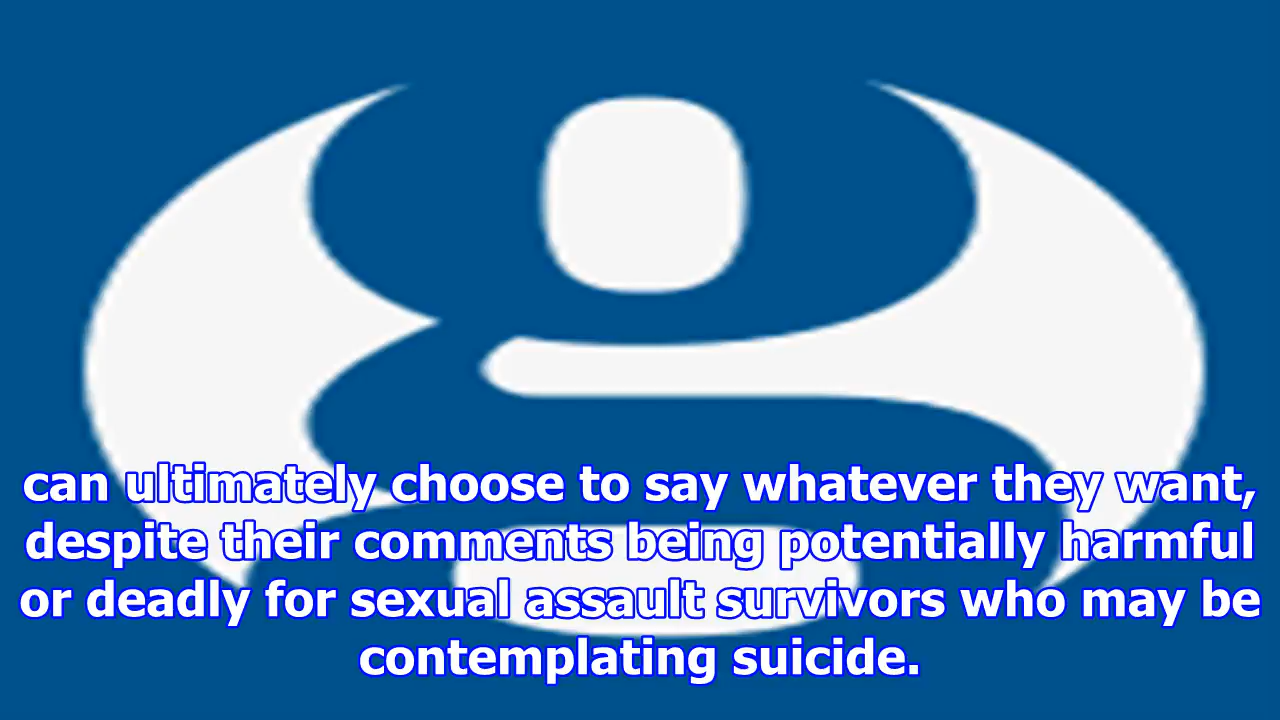 can ultimately choose to say whatever they want,
despite their comments being potentially harmful
or deadly for sexual assault survivors who may be
contemplating suicide.